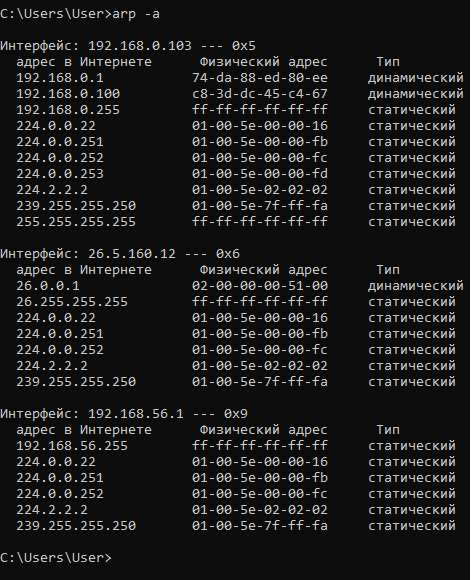 C:\Users\User>arp -a
Интерфейс: 192.168.0.103 --- 0x5
адрес в Интернете Физический адрес Тип
192.168.0.1 74-da-88-ed-80-ee динамический
192.168.0.100 c8-3d-dc-45-c4-67 динамический
192.168.0.255 ff-ff-ff-ff-ff-ff статический
224.0.0.22 01-00-5e-00-00-16 статический
224.0.0.251 01-00-5e-00-00-fb статический
224.0.0.252 01-00-5e-00-00-fc статический
224.0.0.253 01-00-5e-00-00-fd статический
224.2.2.2 01-00-5e-02-02-02 статический
239.255.255.250 01-00-5e-7f-ff-fa статический
255.255.255.255 ff-ff-ff-ff-ff-ff статический
Интерфейс: 26.5.160.12 --- 0x6
адрес в Интернете Физический адрес Тип
26.0.0.1 02-00-00-00-51-00 динамический
26.255.255.255 ff-ff-ff-ff-ff-ff статический
224.0.0.22 01-00-5e-00-00-16 статический
224.0.0.251 01-00-5e-00-00-fb статический
224.0.0.252 01-00-5e-00-00-fc статический
224.2.2.2 01-00-5e-02-02-02 статический
239.255.255.250 01-00-5e-7f-ff-fa статический
Интерфейс: 192.168.56.1 --- 0x9
адрес в Интернете Физический адрес Тип
192.168.56.255 ff-ff-ff-ff-ff-ff статический
224.0.0.22 01-00-5e-00-00-16 статический
224.0.0.251 01-00-5e-00-00-fb статический
224.0.0.252 01-00-5e-00-00-fc статический
224.2.2.2 01-00-5e-02-02-02 статический
239.255.255.250 01-00-5e-7f-ff-fa статический
C:\Users\User>